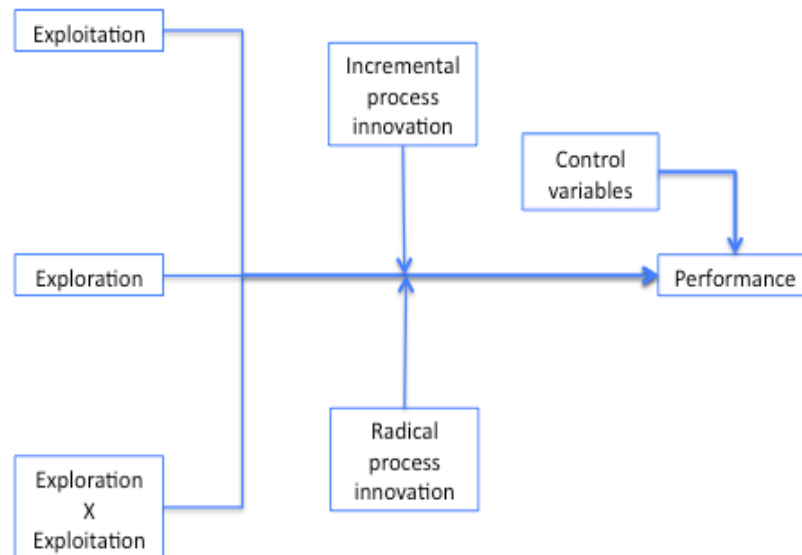 Exploitation
Incremental
process
innovation
Control
variables
Exploration
Performance
Radical
process
innovation
Exploration
X
Exploitation